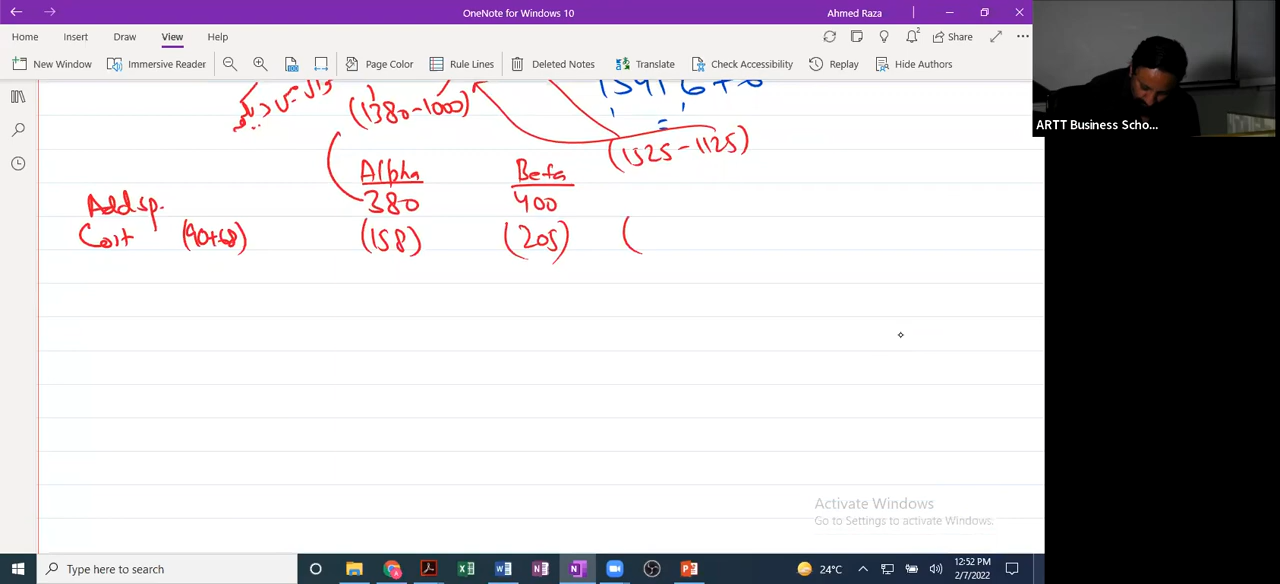 OneNote for Windows 10
Ahmed Raza
Home Insert Draw View Help
2 Share
New Window Immersive Reader Page Color Rule Lines Deleted Notes Translate Check Accessibility Replay Hide Authors
(1380-1000)
(1525-1125)
ARTT Business Scho...
Alpha Beta
Add sp. 380 400
Cost (90+68) (158) (205) (
Activate Windows
Go to Settings to activate Windows.
Type here to search
24°C
12:52 PM
2/7/2022